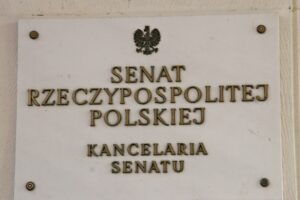 SENAT
RZECZYPOSPOLITEJ
POLSKIEJ
KANCELARIA
SENATU